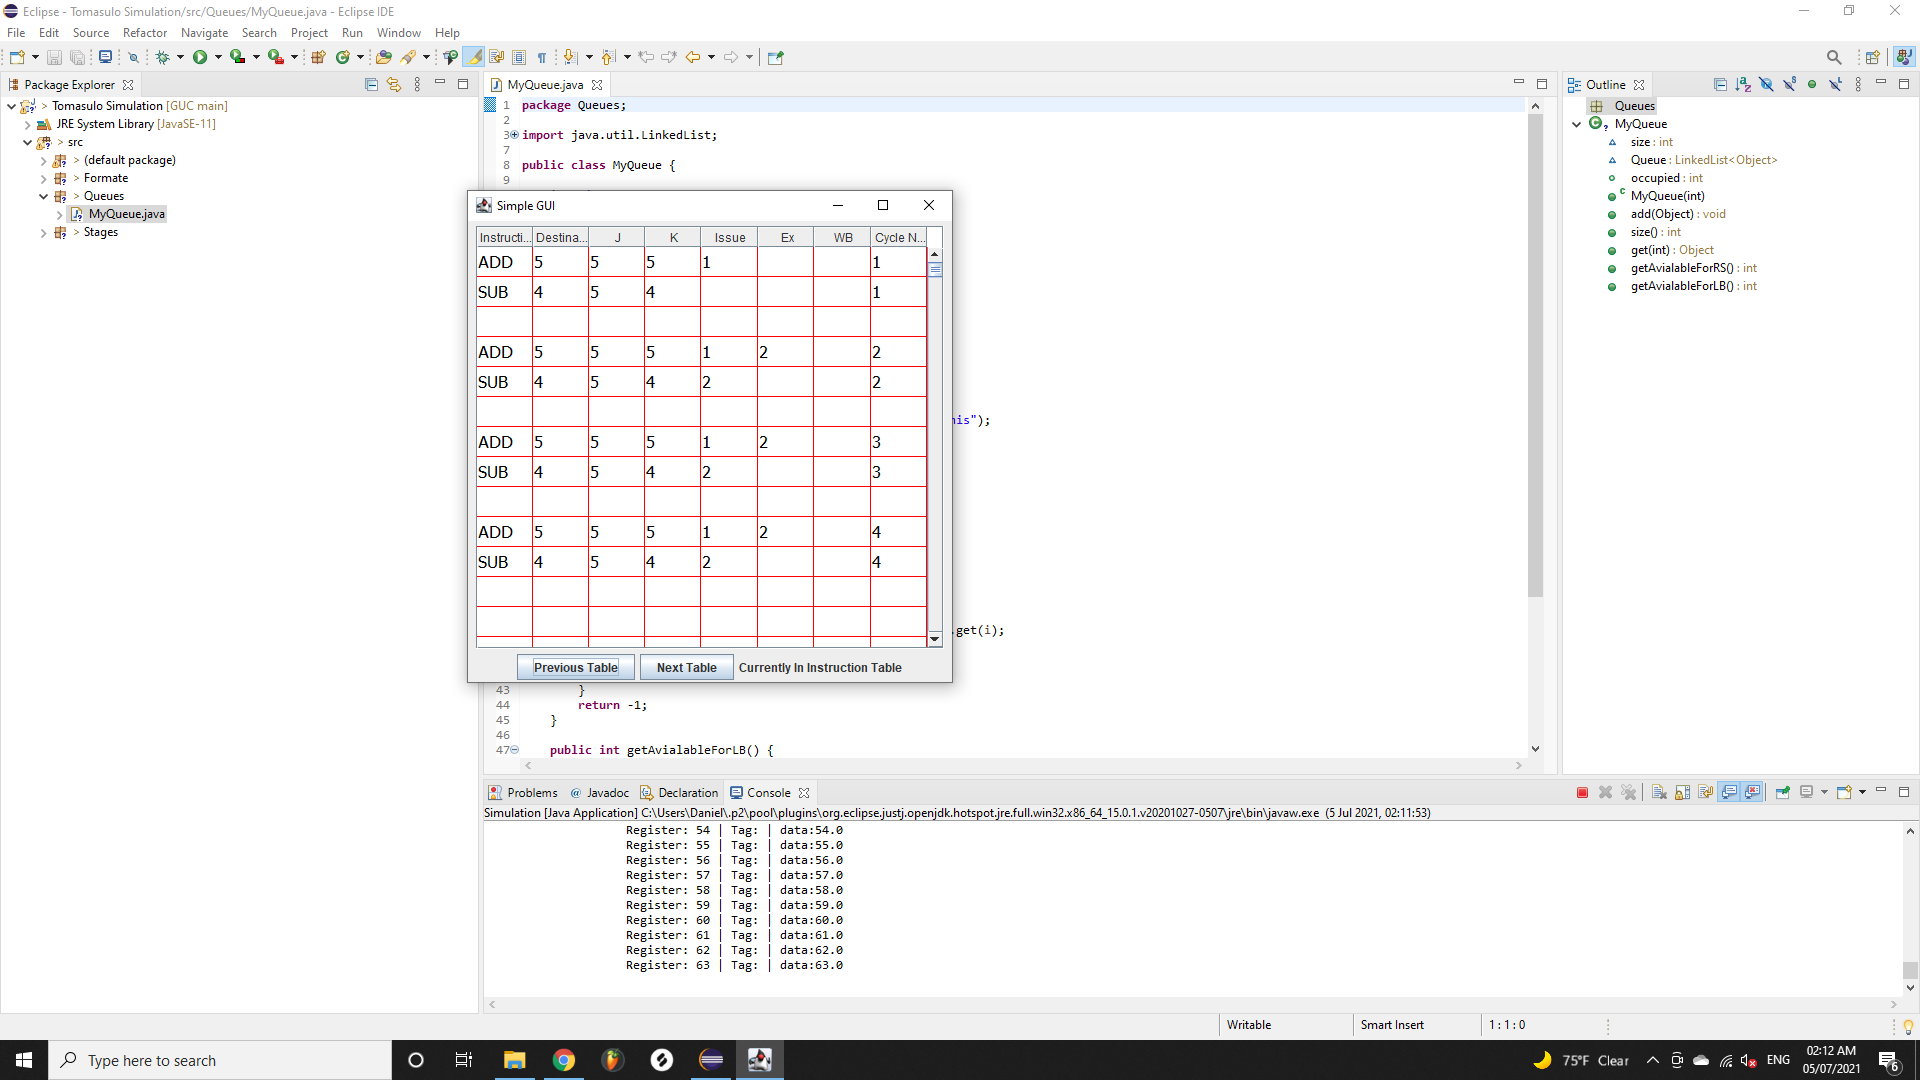 Eclipse - Tomasulo Simulation/src/Queues/MyQueue.java - Eclipse IDE
File Edit Source Refactor Navigate Search Project Run Window Help
Package Explorer
> Tomasulo Simulation [GUC main]
JRE System Library [JavaSE-11]
> src
> (default package)
> Formate
> Queues
MyQueue.java
> Stages
MyQueue.java
1 package Queues;
2
3 import java.util.LinkedList;
7
8 public class MyQueue {
9
his");
.get(i);
43 }
44 return -1;
45 }
46
47 public int getAvialableForLB() {
Simple GUI
Instructi... Destina... J K Issue Ex WB Cycle N...
ADD 5 5 5 1 1
SUB 4 5 4 1
ADD 5 5 5 1 2 2
SUB 4 5 4 2 2
ADD 5 5 5 1 2 3
SUB 4 5 4 2 3
ADD 5 5 5 1 2 4
SUB 4 5 4 2 4
Previous Table Next Table Currently In Instruction Table
Outline
Queues
MyQueue
size : int
Queue : LinkedList<Object>
occupied : int
MyQueue(int)
add(Object) : void
size() : int
get(int) : Object
getAvialableForRS() : int
getAvialableForLB() : int
Problems @ Javadoc Declaration Console
Simulation [Java Application] C:\Users\Daniel\.p2\pool\plugins\org.eclipse.justj.openjdk.hotspot.jre.full.win32.x86_64_15.0.1.v20201027-0507\jre\bin\javaw.exe (5 Jul 2021, 02:11:53)
Register: 54 | Tag: | data:54.0
Register: 55 | Tag: | data:55.0
Register: 56 | Tag: | data:56.0
Register: 57 | Tag: | data:57.0
Register: 58 | Tag: | data:58.0
Register: 59 | Tag: | data:59.0
Register: 60 | Tag: | data:60.0
Register: 61 | Tag: | data:61.0
Register: 62 | Tag: | data:62.0
Register: 63 | Tag: | data:63.0
Writable Smart Insert 1 : 1 : 0
Type here to search
75°F Clear ENG 02:12 AM
05/07/2021
6